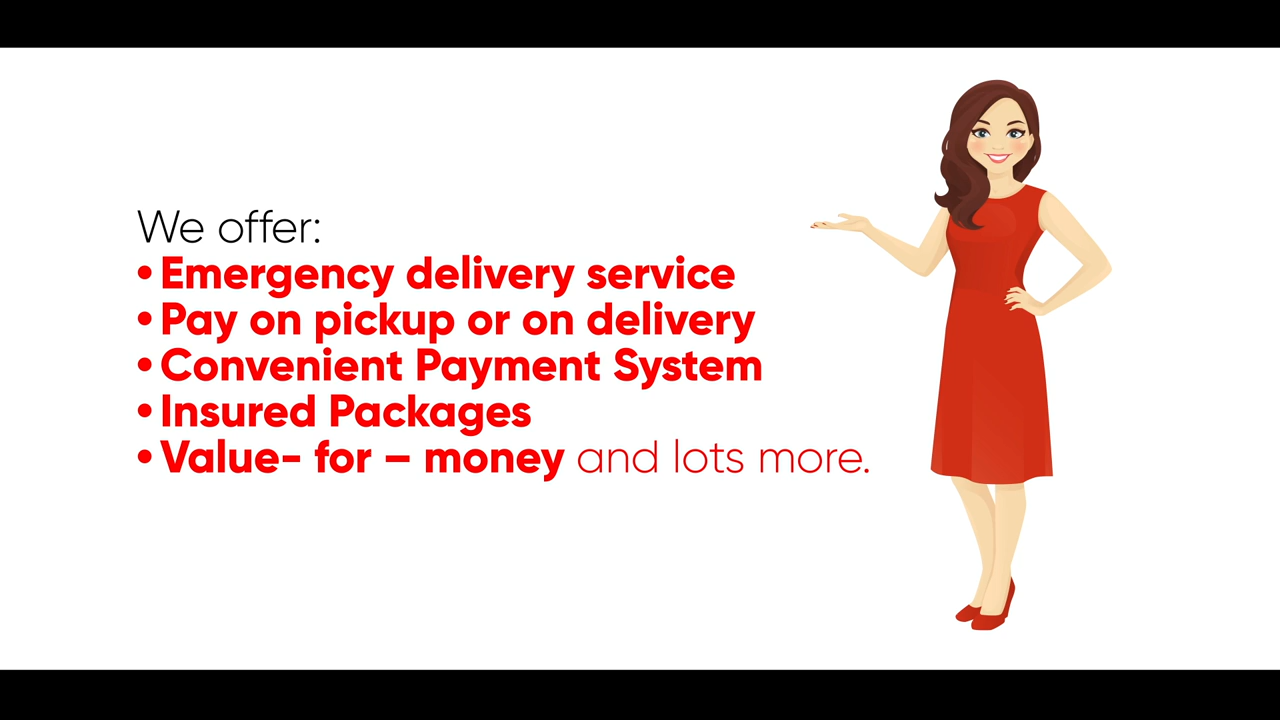 We offer:
• Emergency delivery service
• Pay on pickup or on delivery
• Convenient Payment System
• Insured Packages
• Value- for – money and lots more.